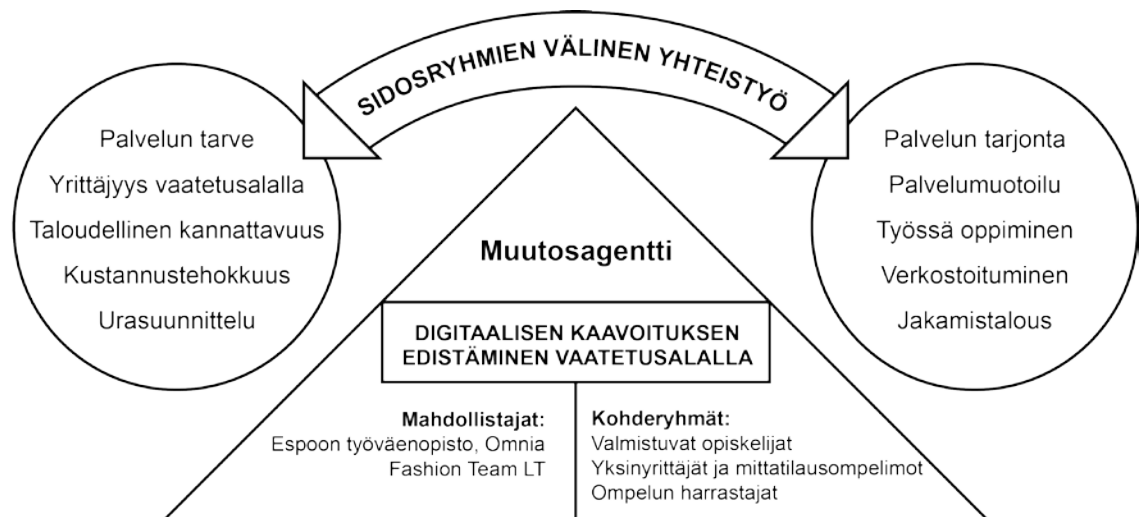 SIDOSRYHMIEN VÄLINEN YHTEISTYÖ
Palvelun tarve
Yrittäjyys vaatetusalalla
Taloudellinen kannattavuus
Kustannustehokkuus
Urasuunnittelu
Palvelun tarjonta
Palvelumuotoilu
Työssä oppiminen
Verkostoituminen
Jakamistalous
Muutosagentti
DIGITAALISEN KAAVOITUKSEN
EDISTÄMINEN VAATETUSALALLA
Mahdollistajat:
Espoon työväenopisto, Omnia
Fashion Team LT
Kohderyhmät:
Valmistuvat opiskelijat
Yksinyrittäjät ja mittatilausompelimot
Ompelun harrastajat